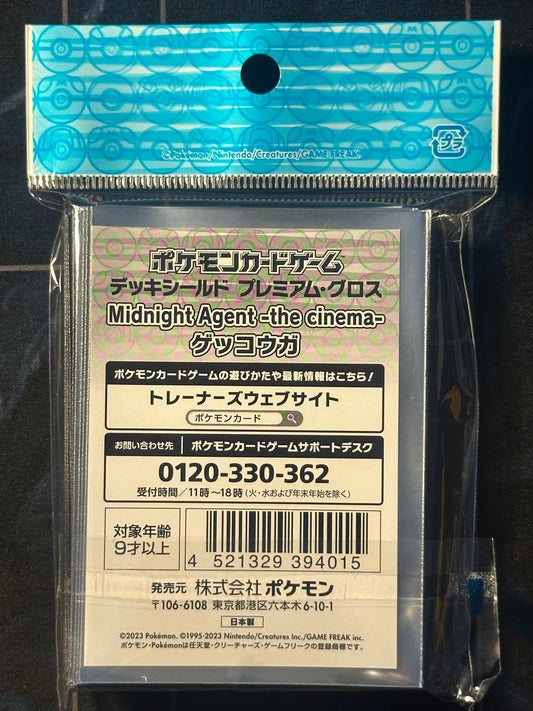 ©Pokémon/Nintendo/Creatures/GAME FREAK.
プラ
ポケモンカードゲーム
デッキシールド プレミアム・グロス
Midnight Agent -the cinema-
ゲッコウガ
ポケモンカードゲームの遊びかたや最新情報はこちら!
トレーナーズウェブサイト
ポケモンカード
お問い合わせ先 ポケモンカードゲームサポートデスク
0120-330-362
受付時間/11時〜18時(火・水および年末年始を除く)
対象年齢
9才以上
4 521329 394015
発売元 株式会社ポケモン
〒106-6108 東京都港区六本木6-10-1
日本製
©2023 Pokémon. ©1995-2023 Nintendo/Creatures Inc./GAME FREAK inc.
ポケモン・Pokémonは任天堂・クリーチャーズ・ゲームフリークの登録商標です。